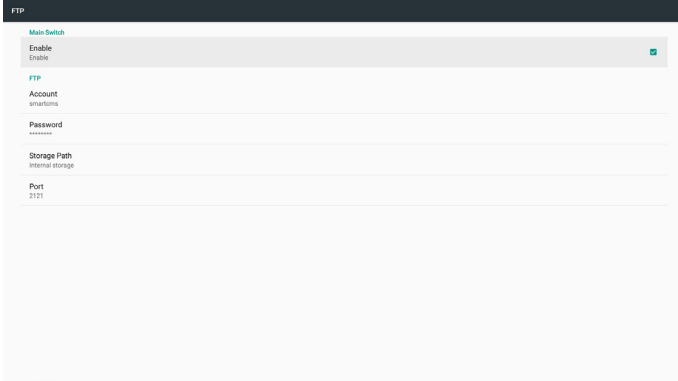 FTP
Main Switch
Enable
Enable
FTP
Account
smartcms
Password
********
Storage Path
Internal storage
Port
2121